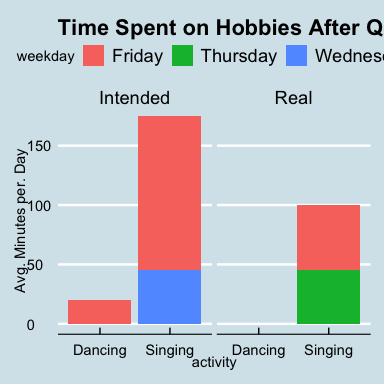 Time Spent on Hobbies After Q
weekday Friday Thursday Wednes
Intended Real
Avg. Minutes per. Day
150
100
50
0
Dancing Singing Dancing Singing
activity